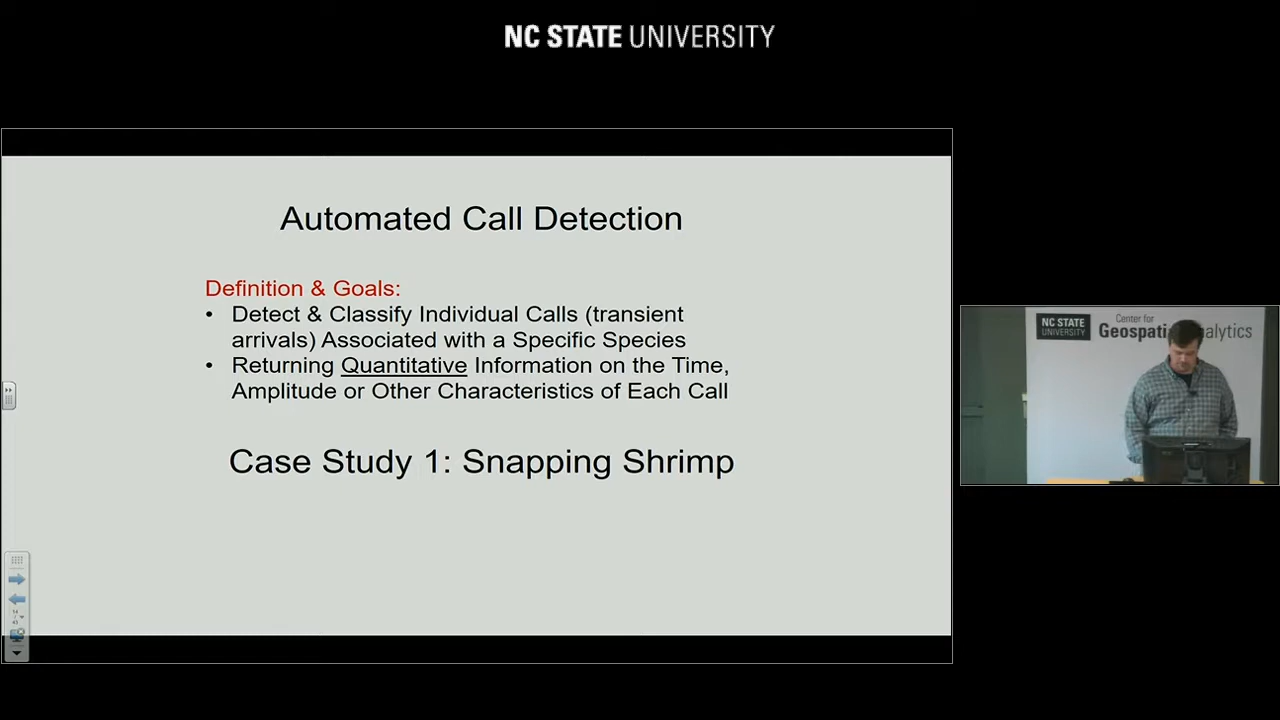 NC STATE UNIVERSITY
Automated Call Detection
Definition & Goals:
• Detect & Classify Individual Calls (transient
arrivals) Associated with a Specific Species
• Returning Quantitative Information on the Time,
Amplitude or Other Characteristics of Each Call
Case Study 1: Snapping Shrimp
NC STATE
UNIVERSITY
Center for
Geospatial Analytics